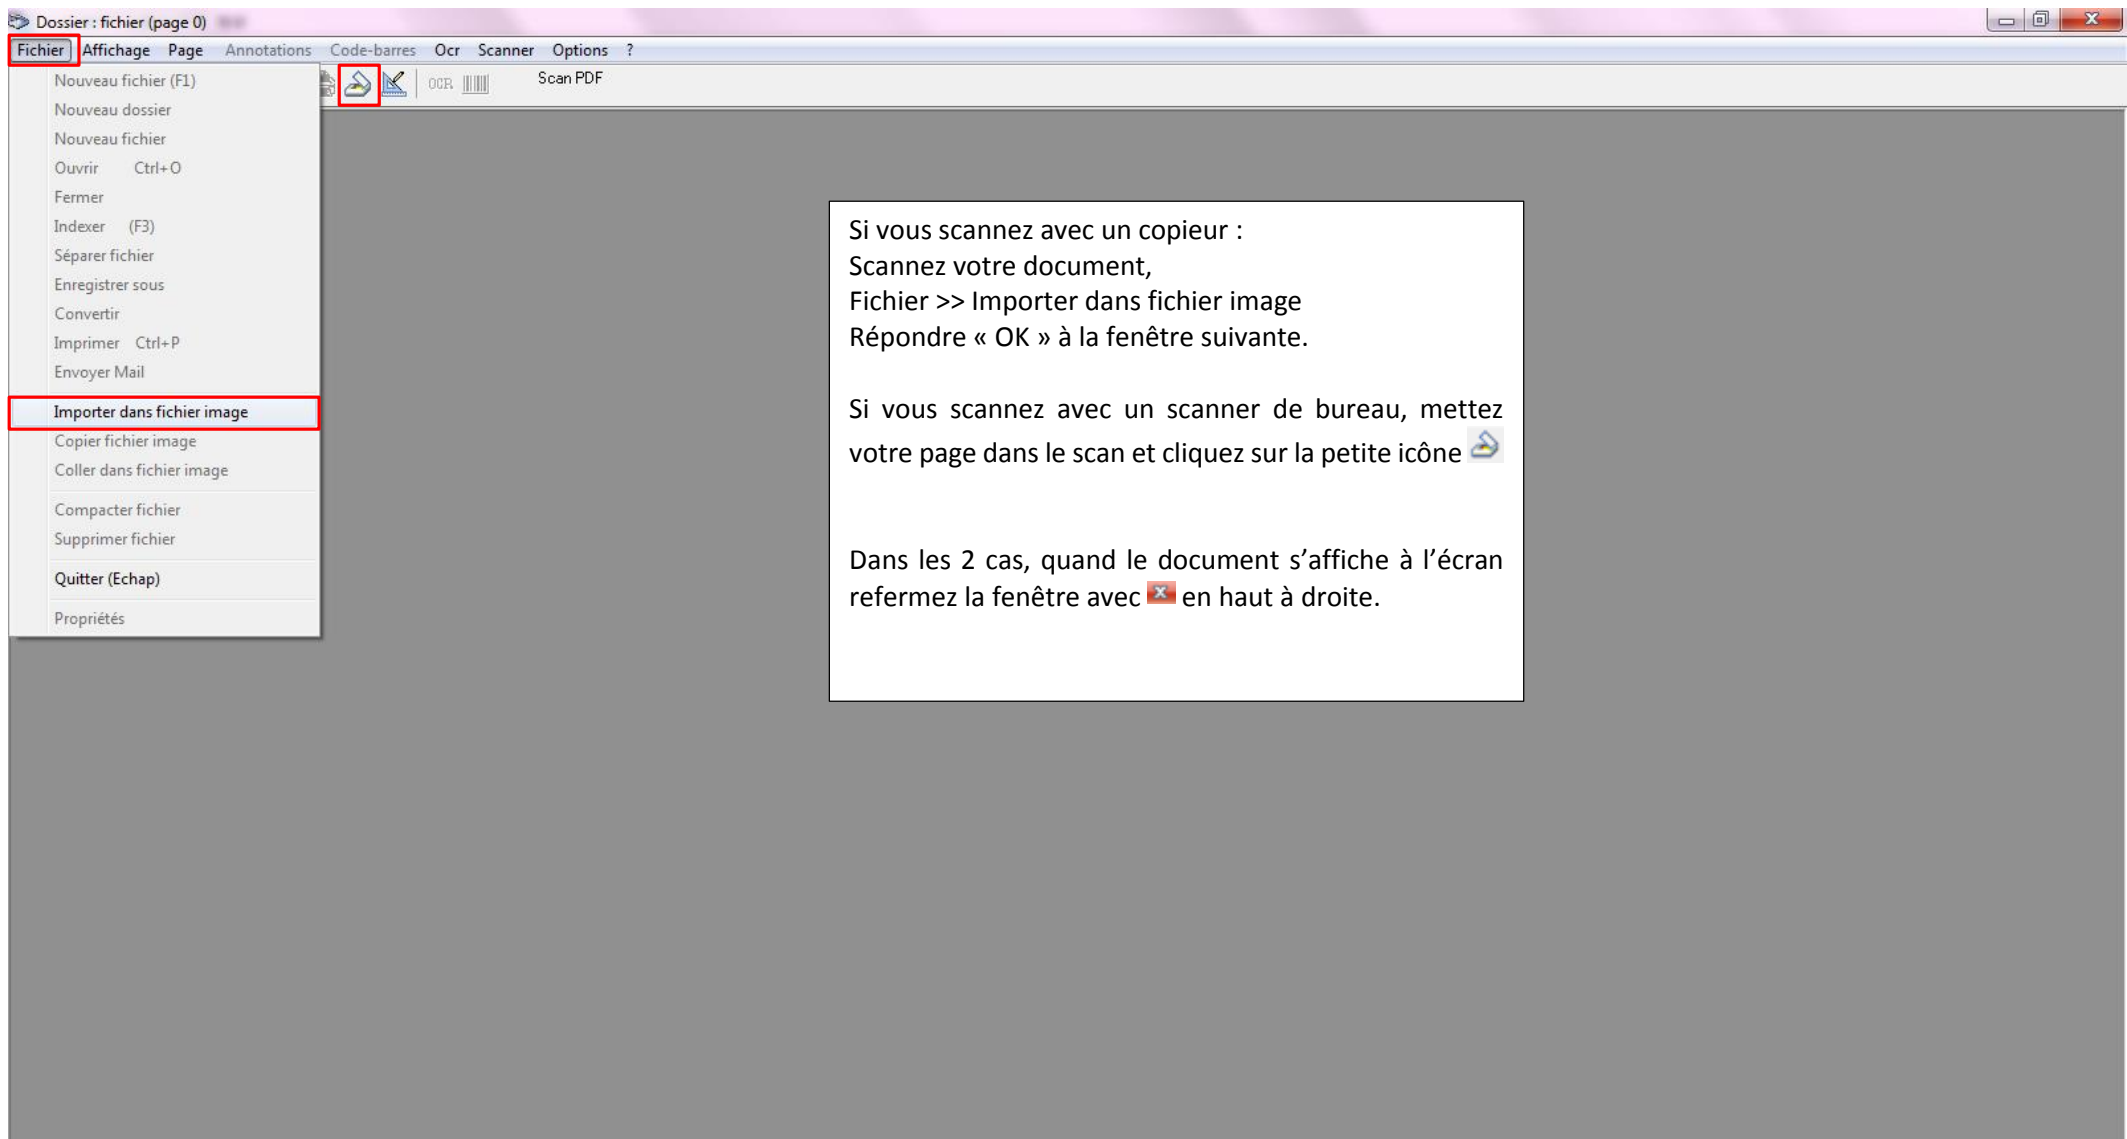 Dossier : fichier (page 0)
Fichier Affichage Page Annotations Code-barres Ocr Scanner Options ?
OCR Scan PDF
Nouveau fichier (F1)
Nouveau dossier
Nouveau fichier
Ouvrir Ctrl+O
Fermer
Indexer (F3)
Séparer fichier
Enregistrer sous
Convertir
Imprimer Ctrl+P
Envoyer Mail
Importer dans fichier image
Copier fichier image
Coller dans fichier image
Compacter fichier
Supprimer fichier
Quitter (Echap)
Propriétés
Si vous scannez avec un copieur :
Scannez votre document,
Fichier >> Importer dans fichier image
Répondre « OK » à la fenêtre suivante.
Si vous scannez avec un scanner de bureau, mettez
votre page dans le scan et cliquez sur la petite icône
Dans les 2 cas, quand le document s’affiche à l’écran
refermez la fenêtre avec en haut à droite.